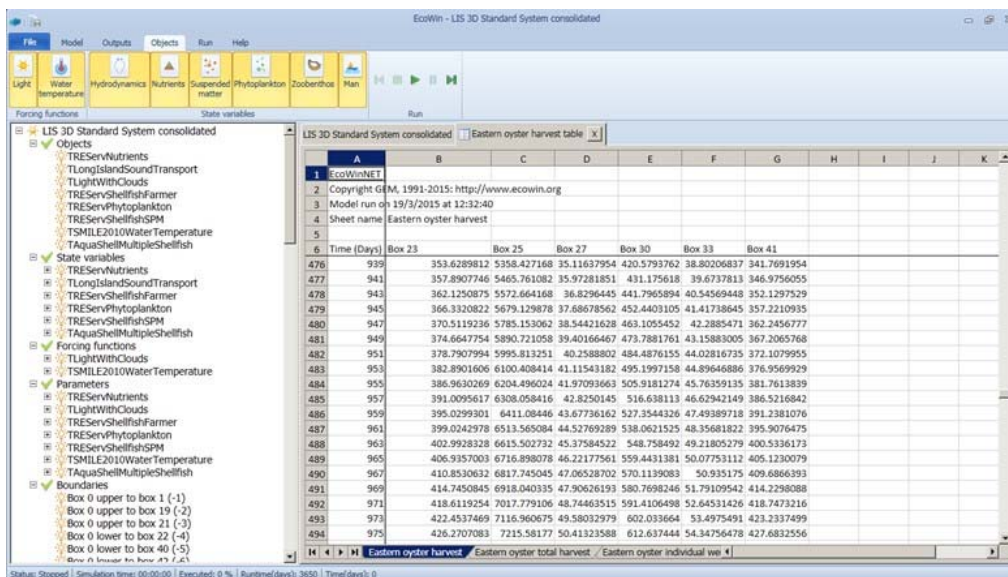 EcoWin - LIS 3D Standard System consolidated
File Model Outputs Objects Run Help
Light Water temperature Hydrodynamics Nutrients Suspended matter Phytoplankton Zoobenthos Man
Forcing functions State variables Run
LIS 3D Standard System consolidated
Objects
TREServNutrients
TLongIslandSoundTransport
TLightWithClouds
TREServShellfishFarmer
TREServPhytoplankton
TREServShellfishSPM
TSMILE2010WaterTemperature
TAquaShellMultipleShellfish
State variables
TREServNutrients
TLongIslandSoundTransport
TREServShellfishFarmer
TREServPhytoplankton
TREServShellfishSPM
TAquaShellMultipleShellfish
Forcing functions
TLightWithClouds
TSMILE2010WaterTemperature
Parameters
TREServNutrients
TLightWithClouds
TREServShellfishFarmer
TREServPhytoplankton
TREServShellfishSPM
TSMILE2010WaterTemperature
TAquaShellMultipleShellfish
Boundaries
Box 0 upper to box 1 (-1)
Box 0 upper to box 19 (-2)
Box 0 upper to box 21 (-3)
Box 0 lower to box 22 (-4)
Box 0 lower to box 40 (-5)
Box 0 lower to box 42 (-6)
LIS 3D Standard System consolidated Eastern oyster harvest table X
A B C D E F G H I J K
1 EcoWinNET
2 Copyright GEM, 1991-2015: http://www.ecowin.org
3 Model run on 19/3/2015 at 12:32:40
4 Sheet name Eastern oyster harvest
5
6 Time (Days) Box 23 Box 25 Box 27 Box 30 Box 33 Box 41
476 939 353.6289812 5358.427168 35.11637954 420.5793762 38.80206837 341.7691954
477 941 357.8907746 5465.761082 35.97281851 431.175618 39.6737813 346.9756055
478 943 362.1250875 5572.664168 36.8296445 441.7965894 40.54569448 352.1297529
479 945 366.3320822 5679.129878 37.68678562 452.4403105 41.41738645 357.2210935
480 947 370.5119236 5785.153062 38.54421628 463.1055452 42.2885471 362.2456777
481 949 374.6647754 5890.721058 39.40166467 473.7881761 43.15883005 367.2065768
482 951 378.7907994 5995.813251 40.2588802 484.4876155 44.02816735 372.1079955
483 953 382.8901606 6100.408414 41.11543182 495.1997158 44.89646886 376.9569929
484 955 386.9630269 6204.496024 41.97093663 505.9181274 45.76359135 381.7613839
485 957 391.0095617 6308.058416 42.8250145 516.638113 46.62942149 386.5216842
486 959 395.0299301 6411.08446 43.67736162 527.3544326 47.49389718 391.2381076
487 961 399.0242978 6513.565084 44.52769289 538.0621525 48.35681822 395.9076475
488 963 402.9928328 6615.502732 45.37584522 548.758492 49.21805279 400.5336173
489 965 406.9357003 6716.898078 46.22177561 559.4431381 50.07753112 405.1230079
490 967 410.8530632 6817.745045 47.06528702 570.1139083 50.935175 409.6866393
491 969 414.7450845 6918.040335 47.90626193 580.7698246 51.79109542 414.2298088
492 971 418.6119254 7017.779106 48.74463515 591.4106498 52.64531426 418.7473216
493 973 422.4537469 7116.960675 49.58032979 602.033664 53.4975491 423.2337499
494 975 426.2707083 7215.58177 50.41323588 612.637444 54.34756478 427.6832556
Eastern oyster harvest Eastern oyster total harvest Eastern oyster individual wei
Status: Stopped Simulation time: 00:00:00 Executed: 0 % Runtime(days): 3650 Time(days): 0